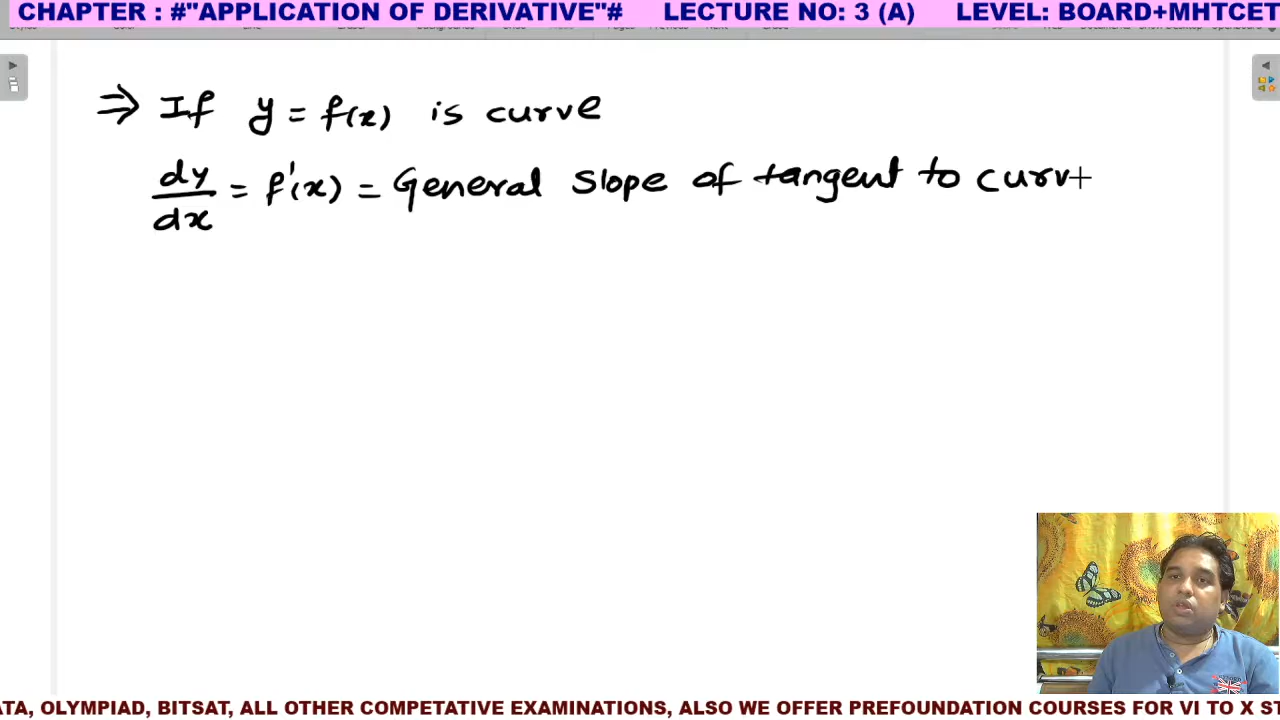 CHAPTER : #"APPLICATION OF DERIVATIVE"# LECTURE NO: 3 (A) LEVEL: BOARD+MHTCET
⇒ If y = f(x) is curve
dy/dx = f'(x) = General slope of tangent to curv
ATA, OLYMPIAD, BITSAT, ALL OTHER COMPETATIVE EXAMINATIONS, ALSO WE OFFER PREFOUNDATION COURSES FOR VI TO X ST